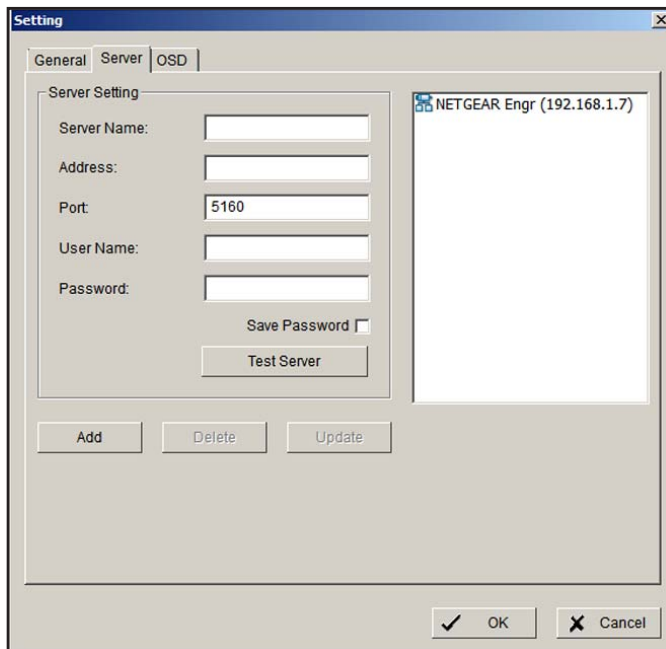 Setting
General Server OSD
Server Setting
Server Name:
Address:
Port: 5160
User Name:
Password:
Save Password
Test Server
Add Delete Update
NETGEAR Engr (192.168.1.7)
OK Cancel